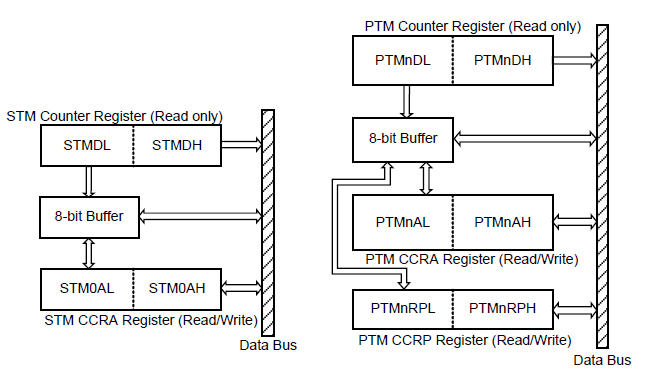 STM Counter Register (Read only)
STMDL STMDH
8-bit Buffer
STM0AL STM0AH
STM CCRA Register (Read/Write)
Data Bus
PTM Counter Register (Read only)
PTMnDL PTMnDH
8-bit Buffer
PTMnAL PTMnAH
PTM CCRA Register (Read/Write)
PTMnRPL PTMnRPH
PTM CCRP Register (Read/Write)
Data Bus